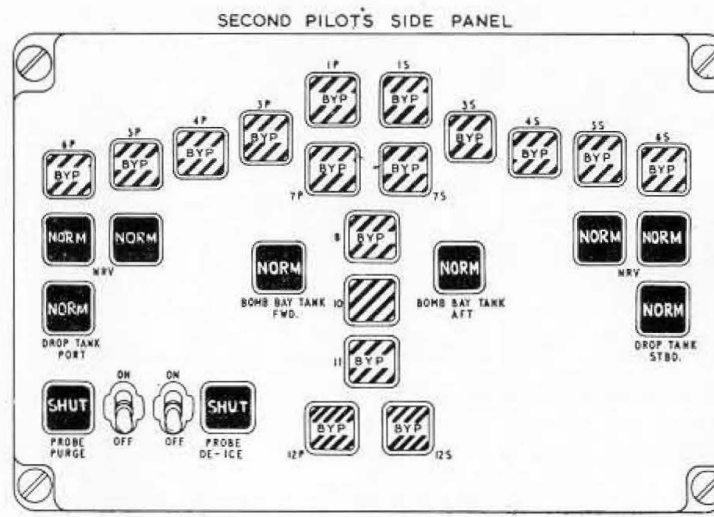 SECOND PILOTS SIDE PANEL
1P 1S
BYP BYP
3P 3S
BYP BYP
4P 4S
BYP BYP
5P 5S
BYP BYP
6P 6S
BYP BYP
BYP BYP
7P 7S
NORM NORM
NRV
8
BYP
NORM NORM
NRV
NORM
BOMB BAY TANK
FWD.
10
NORM
BOMB BAY TANK
AFT
NORM
DROP TANK
PORT
NORM
DROP TANK
STBD.
11
BYP
SHUT
PROBE
PURGE
ON
OFF
ON
OFF
SHUT
PROBE
DE-ICE
BYP BYP
12P 12S